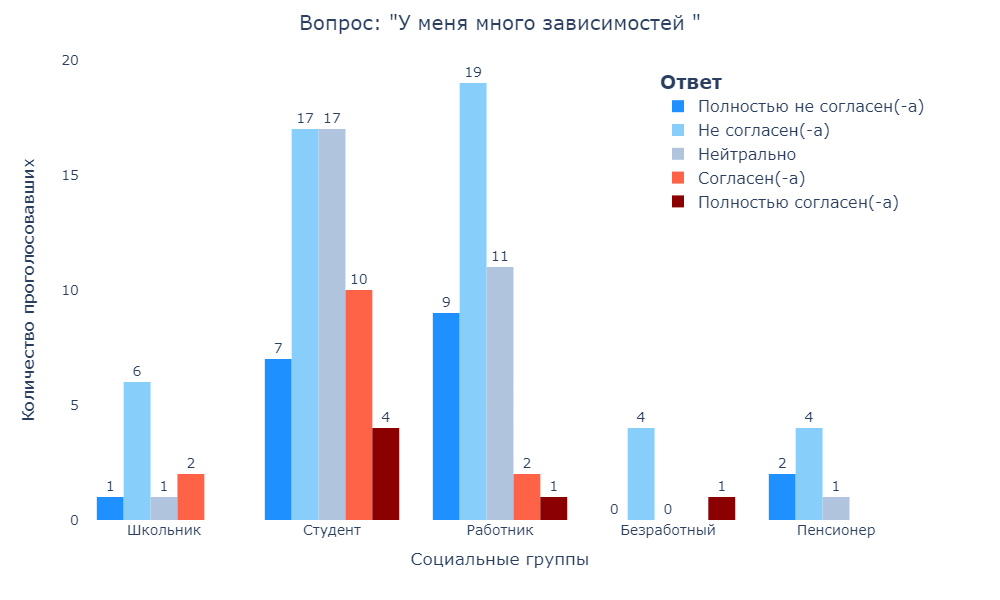 Вопрос: "У меня много зависимостей "
Ответ
Полностью не согласен(-а)
Не согласен(-а)
Нейтрально
Согласен(-а)
Полностью согласен(-а)
Количество проголосовавших
20
15
10
5
0
1
6
1
2
7
17
17
10
4
9
19
11
2
1
0
4
0
1
2
4
1
Школьник
Студент
Работник
Безработный
Пенсионер
Социальные группы